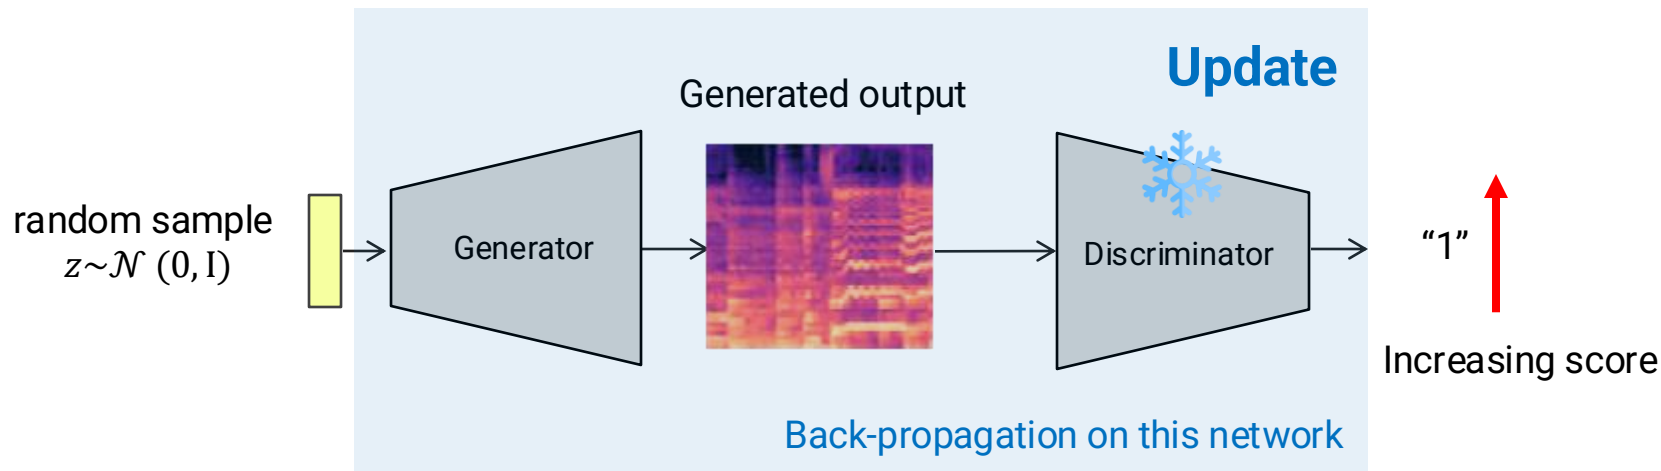 Update
Generated output
random sample
z~𝒩 (0, I)
Generator
Discriminator
“1”
Increasing score
Back-propagation on this network